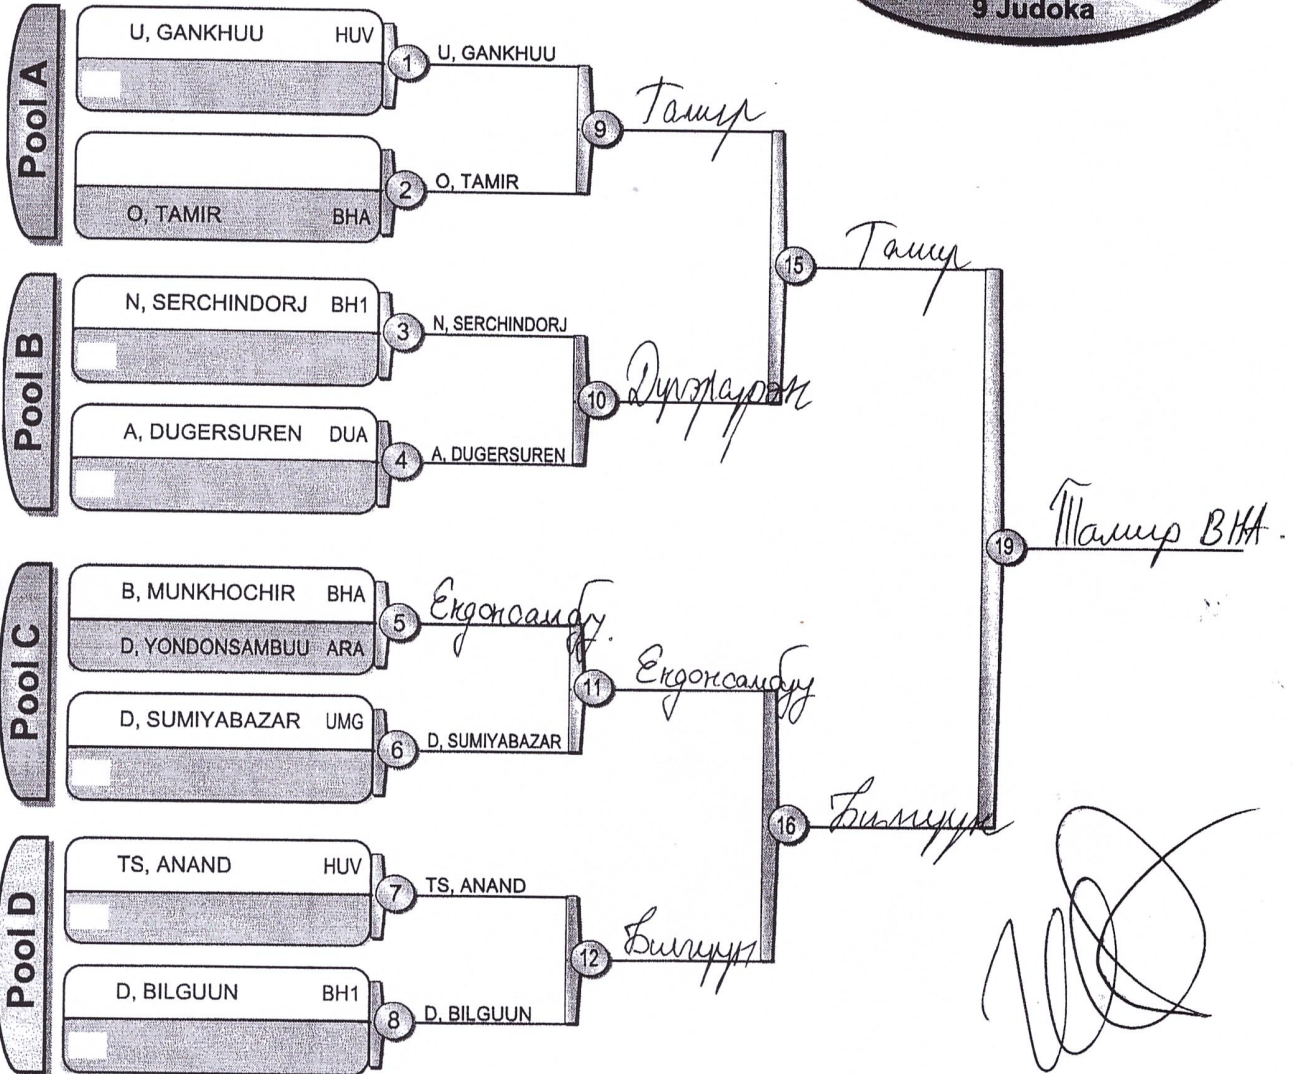 9 Judoka
Pool A
U, GANKHUU HUV
1 U, GANKHUU
9 Тамир
2 O, TAMIR
O, TAMIR BHA
15 Тамир
Pool B
N, SERCHINDORJ BH1
3 N, SERCHINDORJ
10 Дүгэрсүрэн
A, DUGERSUREN DUA
4 A, DUGERSUREN
19 Тамир BHA.
Pool C
B, MUNKHOCHIR BHA
5 Ёндонсамбуу.
D, YONDONSAMBUU ARA
11 Ёндонсамбуу
D, SUMIYABAZAR UMG
6 D, SUMIYABAZAR
16 Билгүүн
Pool D
TS, ANAND HUV
7 TS, ANAND
12 Билгүүн
D, BILGUUN BH1
8 D, BILGUUN